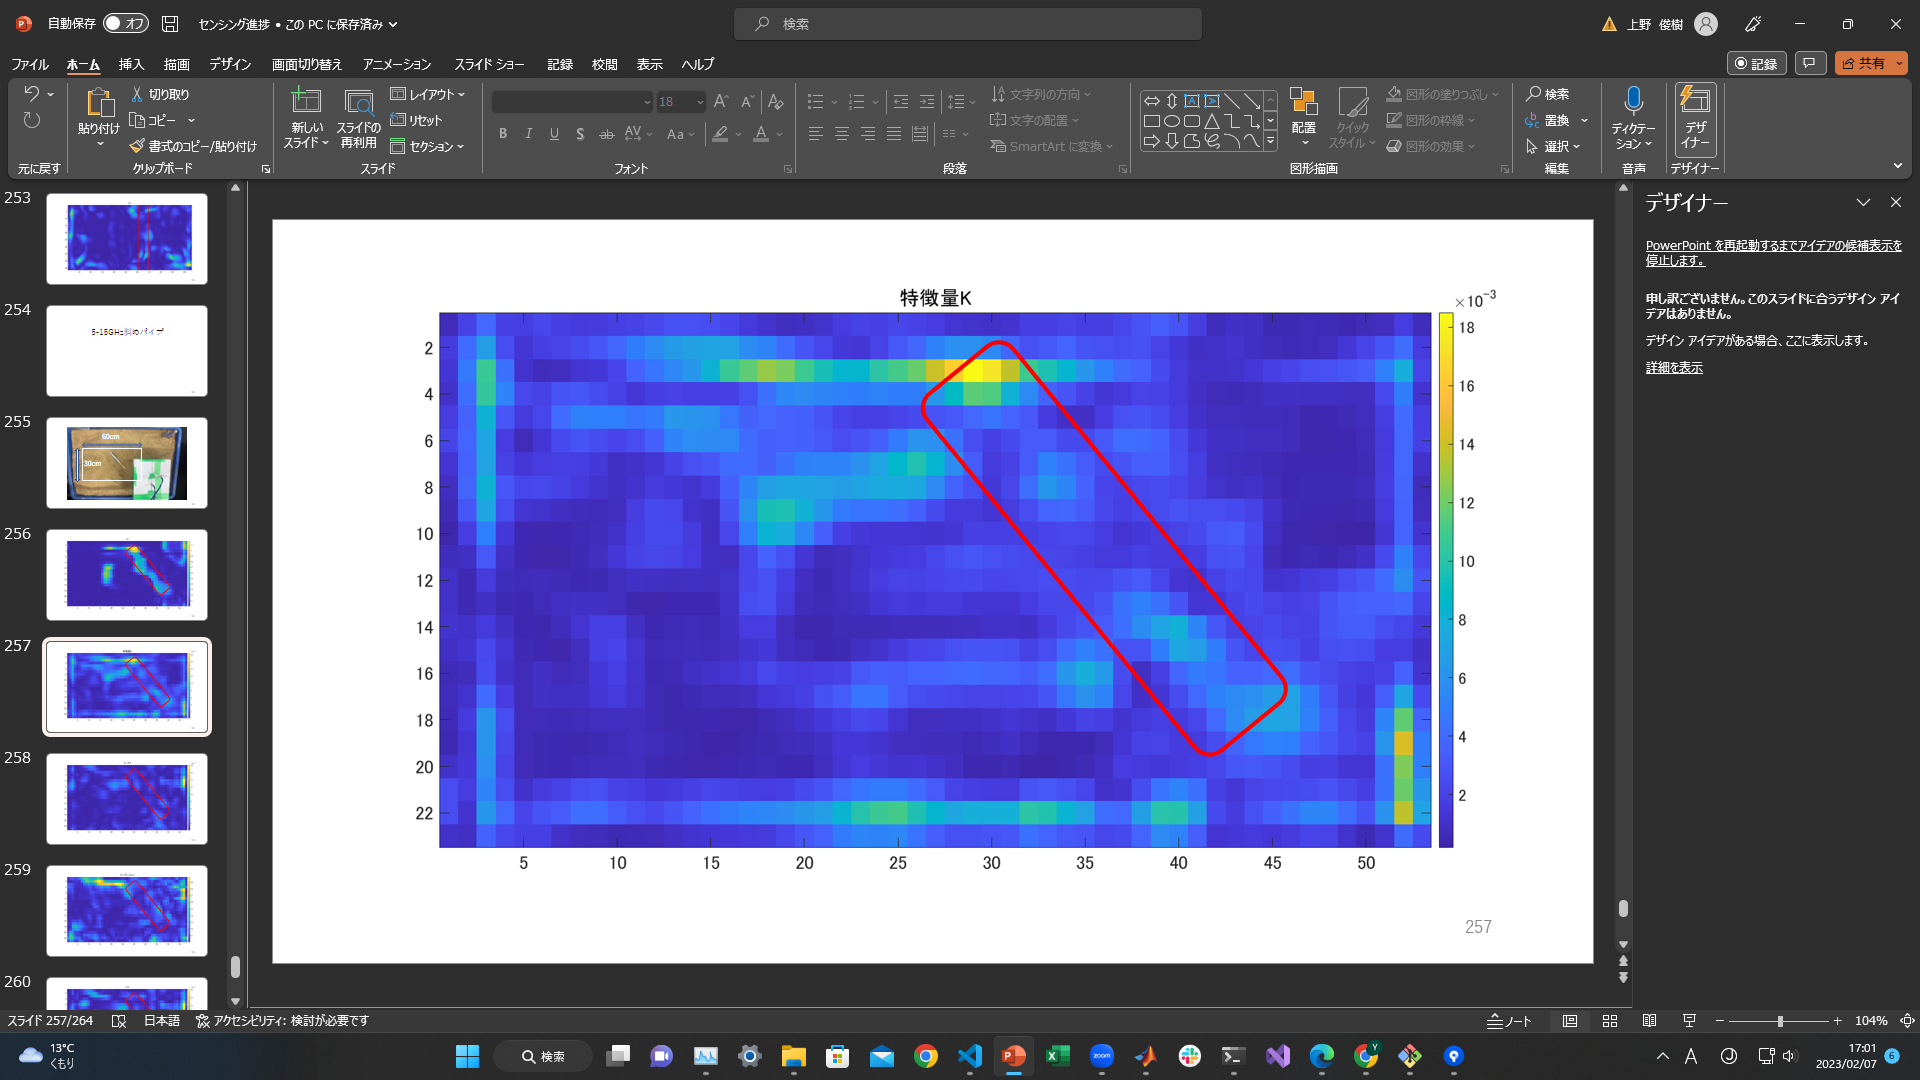 自動保存 オフ センシング進捗 • この PC に保存済み 検索 上野 俊樹
ファイル ホーム 挿入 描画 デザイン 画面切り替え アニメーション スライド ショー 記録 校閲 表示 ヘルプ 記録 共有
貼り付け 切り取り コピー 書式のコピー/貼り付け
新しい スライド スライドの 再利用 レイアウト リセット セクション
18
B I U S ab AV Aa A
文字列の方向 文字の配置 SmartArt に変換
配置 クイック スタイル 図形の塗りつぶし 図形の枠線 図形の効果
検索 置換 選択
ディクテー ション デザ イナー
元に戻す クリップボード スライド フォント 段落 図形描画 編集 音声 デザイナー
253
254
5-15GHz斜めパイプ
255
60cm
30cm
256
257
258
259
260
特徴量K
×10-3
2
4
6
8
10
12
14
16
18
20
22
5 10 15 20 25 30 35 40 45 50
18
16
14
12
10
8
6
4
2
257
デザイナー
PowerPoint を再起動するまでアイデアの候補表示を
停止します。
申し訳ございません。このスライドに合うデザイン アイ
デアはありません。
デザイン アイデアがある場合、ここに表示します。
詳細を表示
スライド 257/264 日本語 アクセシビリティ: 検討が必要です ノート 104%
13°C
くもり
検索
zoom
Y
A
17:01
2023/02/07
6